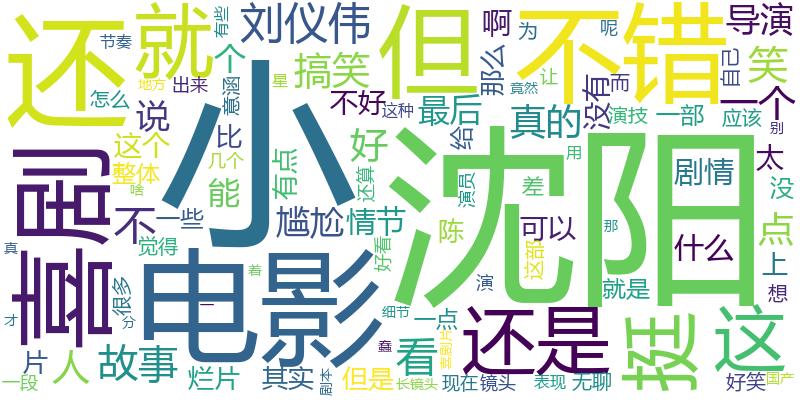 还 就 小 但 不错
刘仪伟 导演
节奏 有些 为 呢
啊 笑
搞笑 个 那么 自己
地方 出来 星 意涵 竟然 让
怎么 不好 这种 最后 没有 而 一个
说 真的 演技 一部 应该 别
喜剧 这个 比 给
整体 几个 好 用 太
能 有点 还算 演员 差 剧情 没
啥 沈阳
不 一些 尴尬 情节 陈 可以 那 什么 点
真 觉得 好看 这部 上
电影 着 演 就是 想
很多 一
才 分 细节 一点 还是 挺 这
片 人 故事 看 喜剧片 蠢
一段 烂片 其实 剧本 但是 长镜头 现在 镜头 表现 无聊 好笑 国产